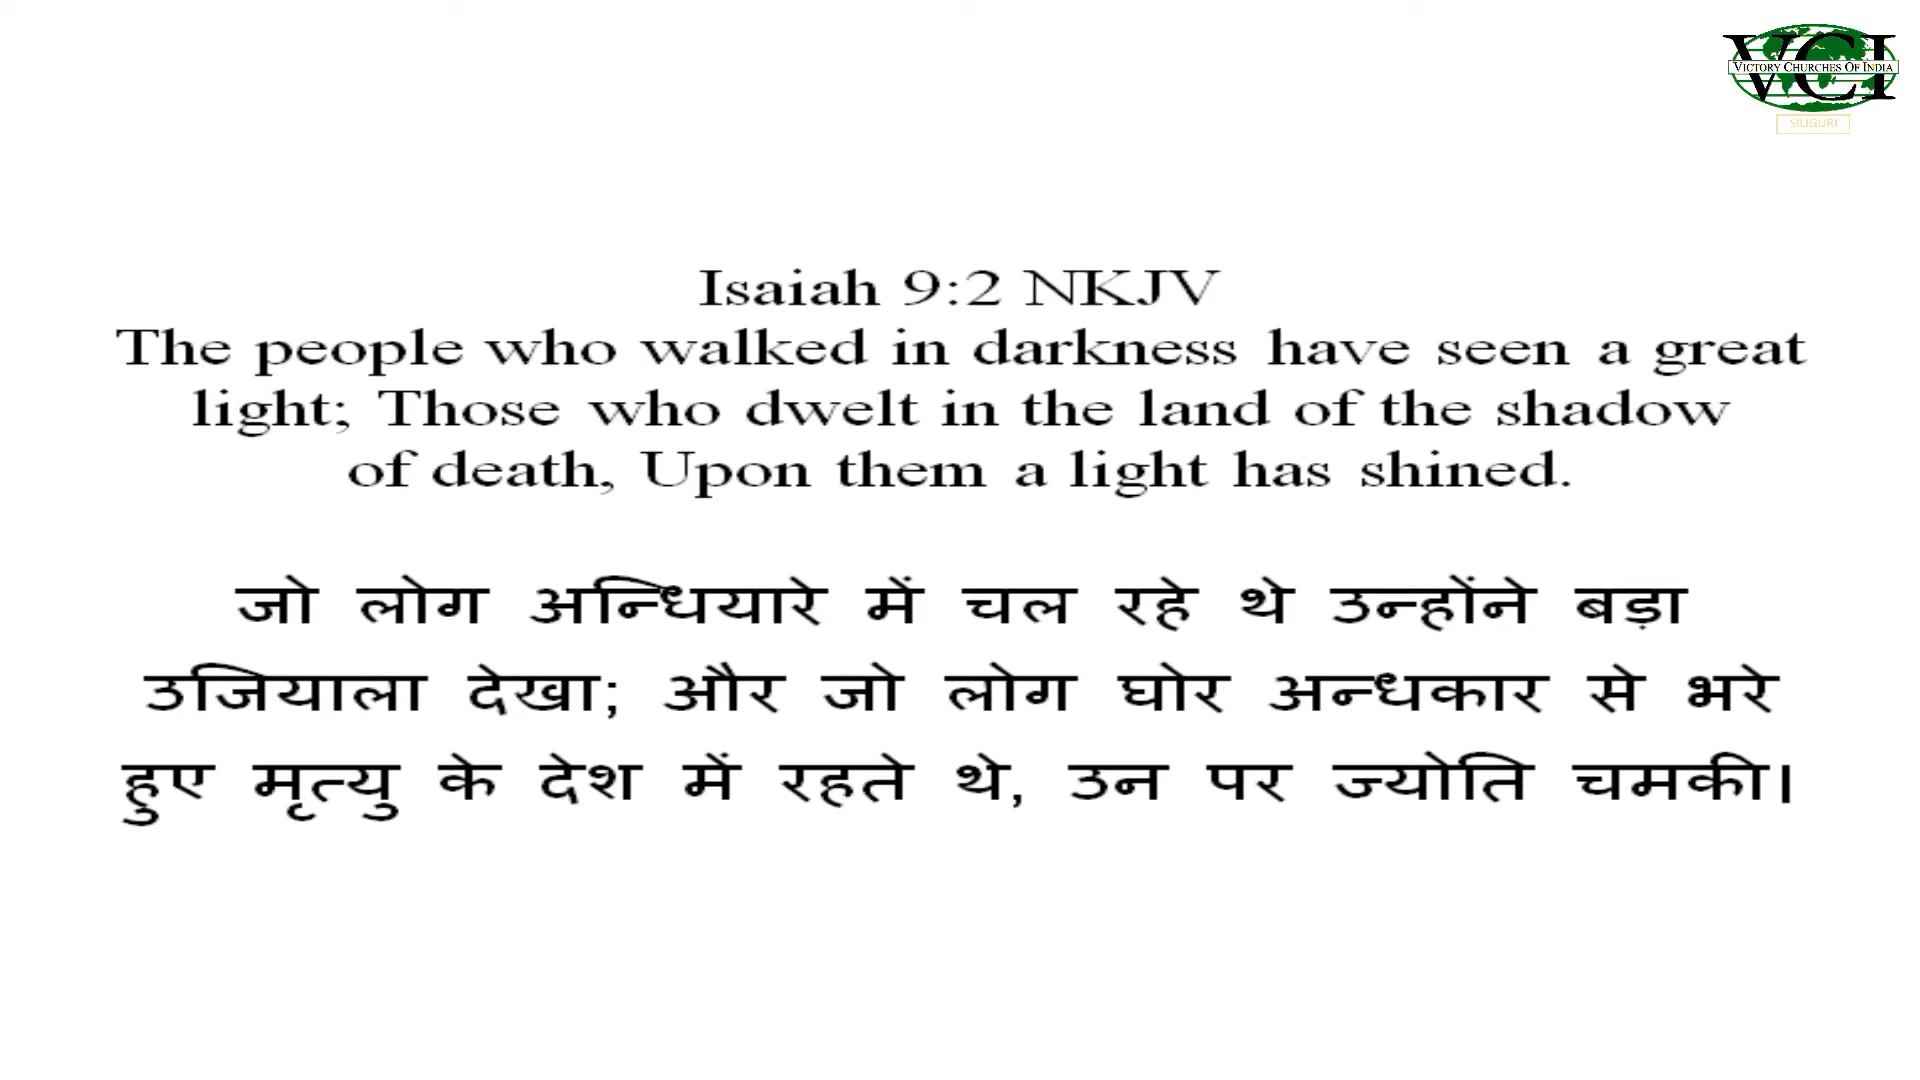 VCI
VICTORY CHURCHES OF INDIA
SILIGURI
Isaiah 9:2 NKJV
The people who walked in darkness have seen a great
light; Those who dwelt in the land of the shadow
of death, Upon them a light has shined.
जो लोग अन्धियारे में चल रहे थे उन्होंने बड़ा
उजियाला देखा; और जो लोग घोर अन्धकार से भरे
हुए मृत्यु के देश में रहते थे, उन पर ज्योति चमकी।